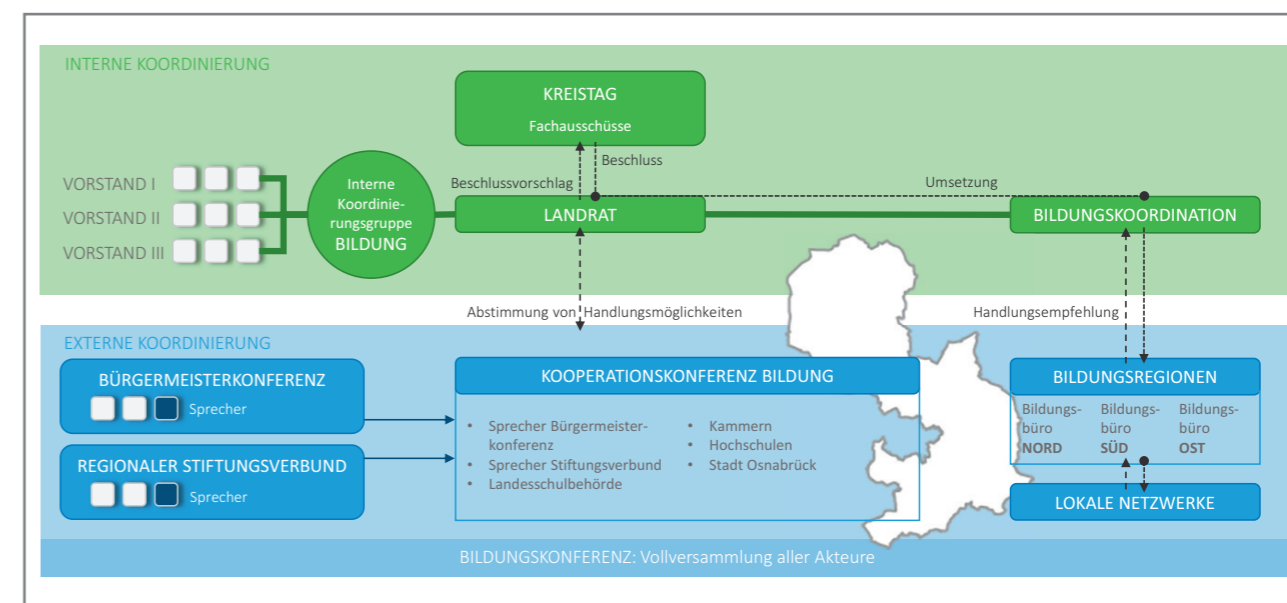 INTERNE KOORDINIERUNG
KREISTAG
Fachausschüsse
Beschluss
Beschlussvorschlag
Umsetzung
VORSTAND I
VORSTAND II
VORSTAND III
Interne
Koordinie-
rungsgruppe
BILDUNG
LANDRAT
BILDUNGSKOORDINATION
Abstimmung von Handlungsmöglichkeiten
Handlungsempfehlung
EXTERNE KOORDINIERUNG
BÜRGERMEISTERKONFERENZ
Sprecher
REGIONALER STIFTUNGSVERBUND
Sprecher
KOOPERATIONSKONFERENZ BILDUNG
• Sprecher Bürgermeister-
konferenz
• Sprecher Stiftungsverbund
• Landesschulbehörde
• Kammern
• Hochschulen
• Stadt Osnabrück
BILDUNGSREGIONEN
Bildungs-
büro
NORD
Bildungs-
büro
SÜD
Bildungs-
büro
OST
LOKALE NETZWERKE
BILDUNGSKONFERENZ: Vollversammlung aller Akteure